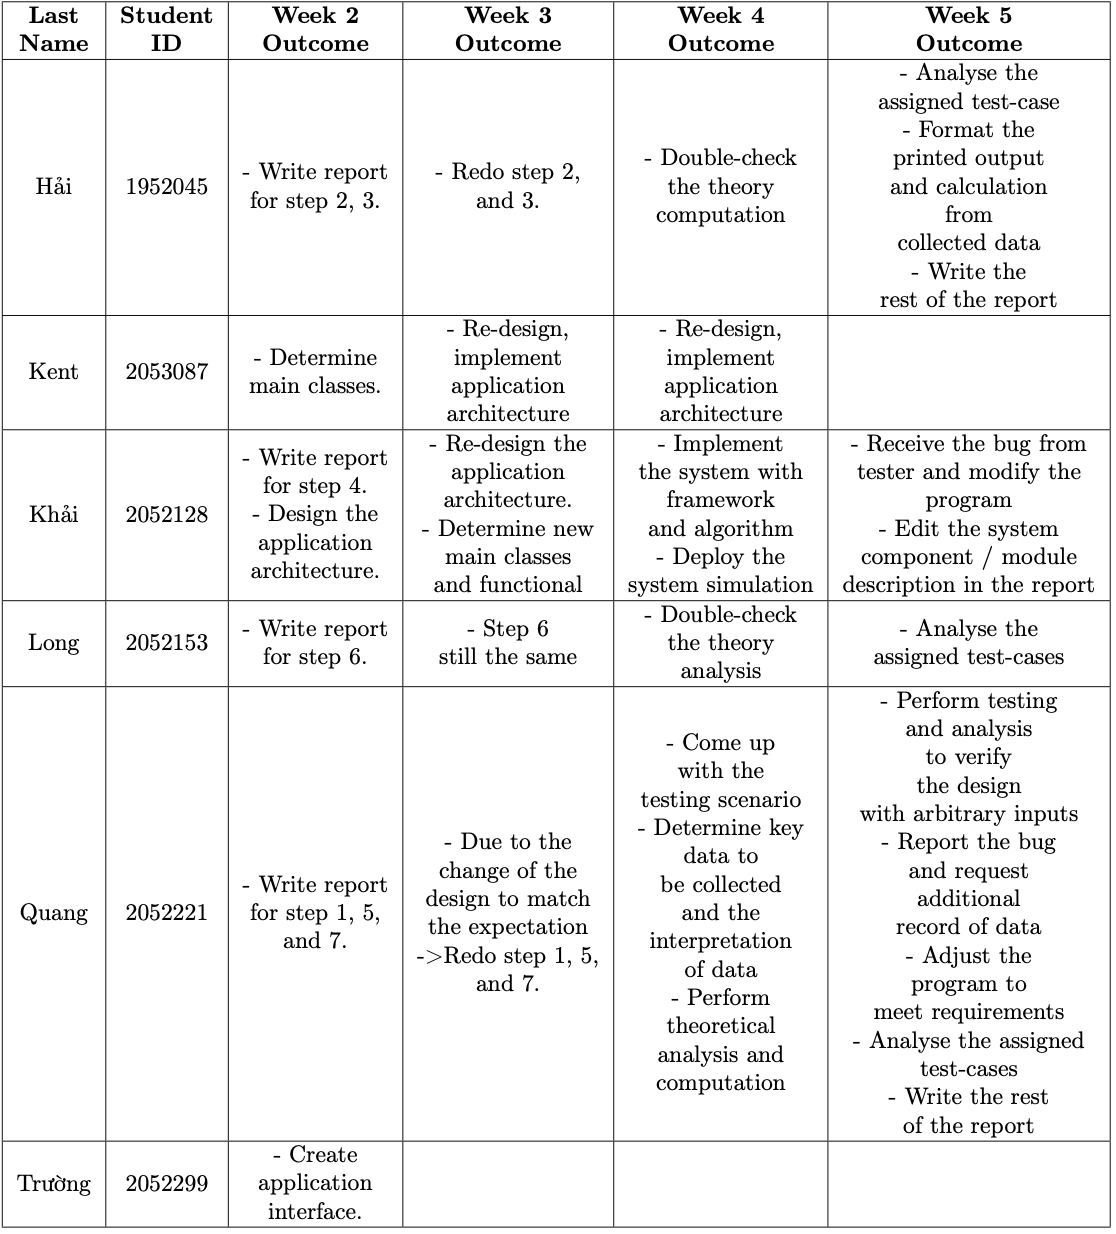 Last
Name
Student
ID
Week 2
Outcome
Week 3
Outcome
Week 4
Outcome
Week 5
Outcome
Hải
1952045
- Write report
for step 2, 3.
- Redo step 2,
and 3.
- Double-check
the theory
computation
- Analyse the
assigned test-case
- Format the
printed output
and calculation
from
collected data
- Write the
rest of the report
Kent
2053087
- Determine
main classes.
- Re-design,
implement
application
architecture
- Re-design,
implement
application
architecture
Khải
2052128
- Write report
for step 4.
- Design the
application
architecture.
- Re-design the
application
architecture.
- Determine new
main classes
and functional
- Implement
the system with
framework
and algorithm
- Deploy the
system simulation
- Receive the bug from
tester and modify the
program
- Edit the system
component / module
description in the report
Long
2052153
- Write report
for step 6.
- Step 6
still the same
- Double-check
the theory
analysis
- Analyse the
assigned test-cases
Quang
2052221
- Write report
for step 1, 5,
and 7.
- Due to the
change of the
design to match
the expectation
->Redo step 1, 5,
and 7.
- Come up
with the
testing scenario
- Determine key
data to
be collected
and the
interpretation
of data
- Perform
theoretical
analysis and
computation
- Perform testing
and analysis
to verify
the design
with arbitrary inputs
- Report the bug
and request
additional
record of data
- Adjust the
program to
meet requirements
- Analyse the assigned
test-cases
- Write the rest
of the report
Trường
2052299
- Create
application
interface.